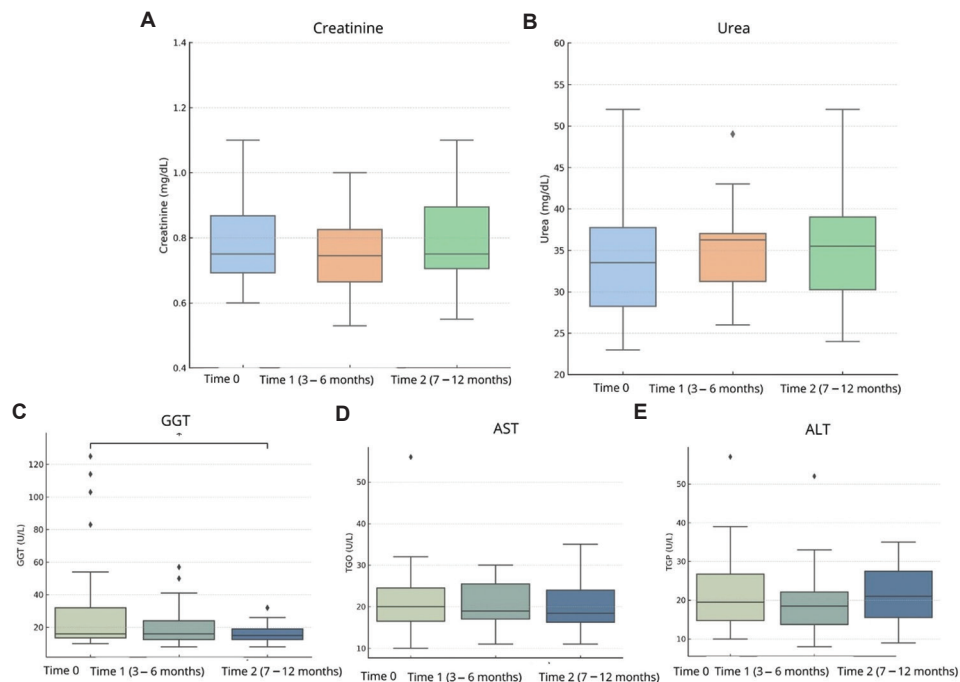 A
Creatinine
Creatinine (mg/dL)
1.4
1.2
1.0
0.8
0.6
0.4
Time 0
Time 1 (3–6 months)
Time 2 (7–12 months)
B
Urea
Urea (mg/dL)
60
55
50
45
40
35
30
25
20
Time 0
Time 1 (3–6 months)
Time 2 (7–12 months)
C
GGT
GGT (U/L)
120
100
80
60
40
20
Time 0
Time 1 (3–6 months)
Time 2 (7–12 months)
D
AST
TGO (U/L)
50
40
30
20
10
Time 0
Time 1 (3–6 months)
Time 2 (7–12 months)
E
ALT
TGP (U/L)
50
40
30
20
10
Time 0
Time 1 (3–6 months)
Time 2 (7–12 months)